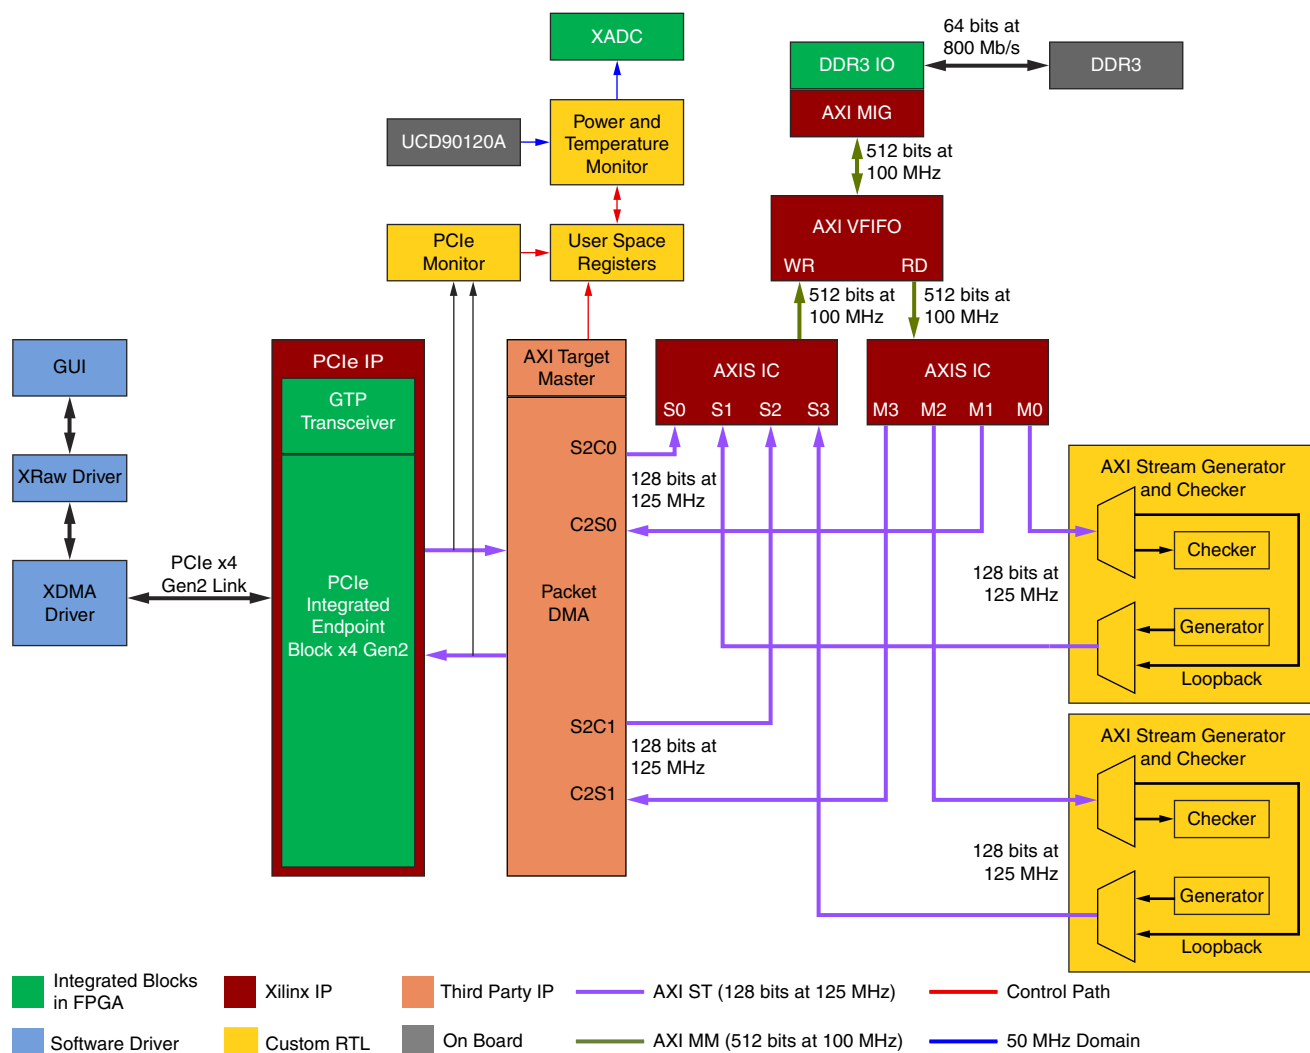 XADC
64 bits at
800 Mb/s
DDR3 IO
DDR3
AXI MIG
UCD90120A
Power and
Temperature
Monitor
512 bits at
100 MHz
PCIe
Monitor
User Space
Registers
AXI VFIFO
WR
RD
512 bits at
100 MHz
512 bits at
100 MHz
GUI
XRaw Driver
XDMA
Driver
PCIe x4
Gen2 Link
PCIe IP
GTP
Transceiver
PCIe
Integrated
Endpoint
Block x4 Gen2
AXI Target
Master
S2C0
C2S0
Packet
DMA
S2C1
C2S1
128 bits at
125 MHz
128 bits at
125 MHz
AXIS IC
S0
S1
S2
S3
AXIS IC
M3
M2
M1
M0
AXI Stream Generator
and Checker
Checker
128 bits at
125 MHz
Generator
Loopback
AXI Stream Generator
and Checker
Checker
128 bits at
125 MHz
Generator
Loopback
Integrated Blocks
in FPGA
Xilinx IP
Third Party IP
AXI ST (128 bits at 125 MHz)
Control Path
Software Driver
Custom RTL
On Board
AXI MM (512 bits at 100 MHz)
50 MHz Domain